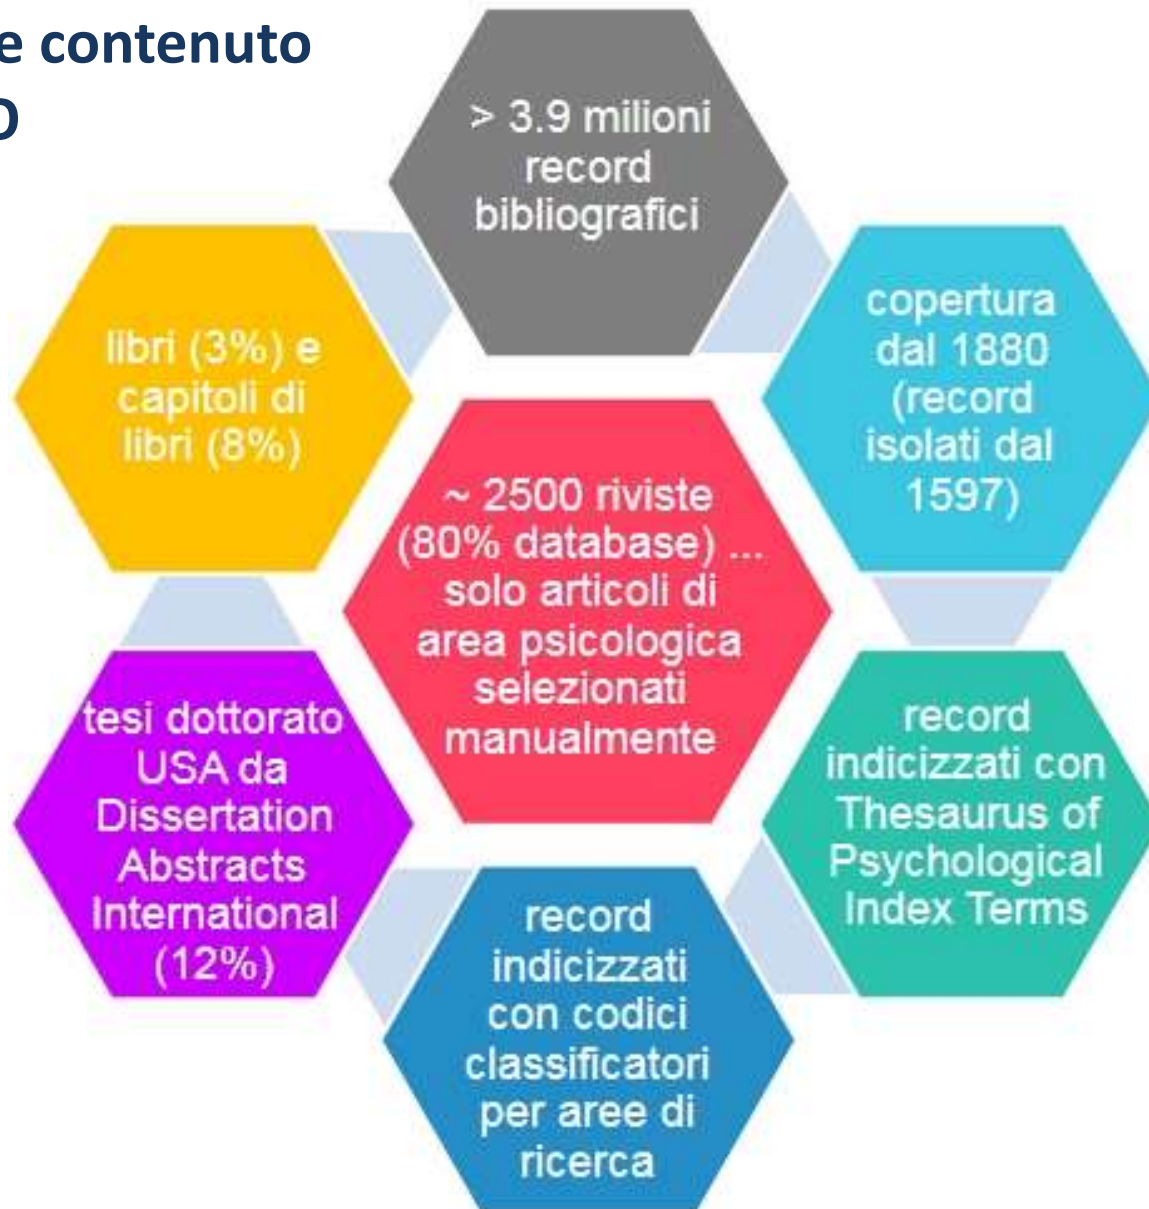 e contenuto
O
> 3.9 milioni
record
bibliografici
copertura
dal 1880
(record
isolati dal
1597)
record
indicizzati con
Thesaurus of
Psychological
Index Terms
record
indicizzati
con codici
classificatori
per aree di
ricerca
tesi dottorato
USA da
Dissertation
Abstracts
International
(12%)
libri (3%) e
capitoli di
libri (8%)
~ 2500 riviste
(80% database) ...
solo articoli di
area psicologica
selezionati
manualmente